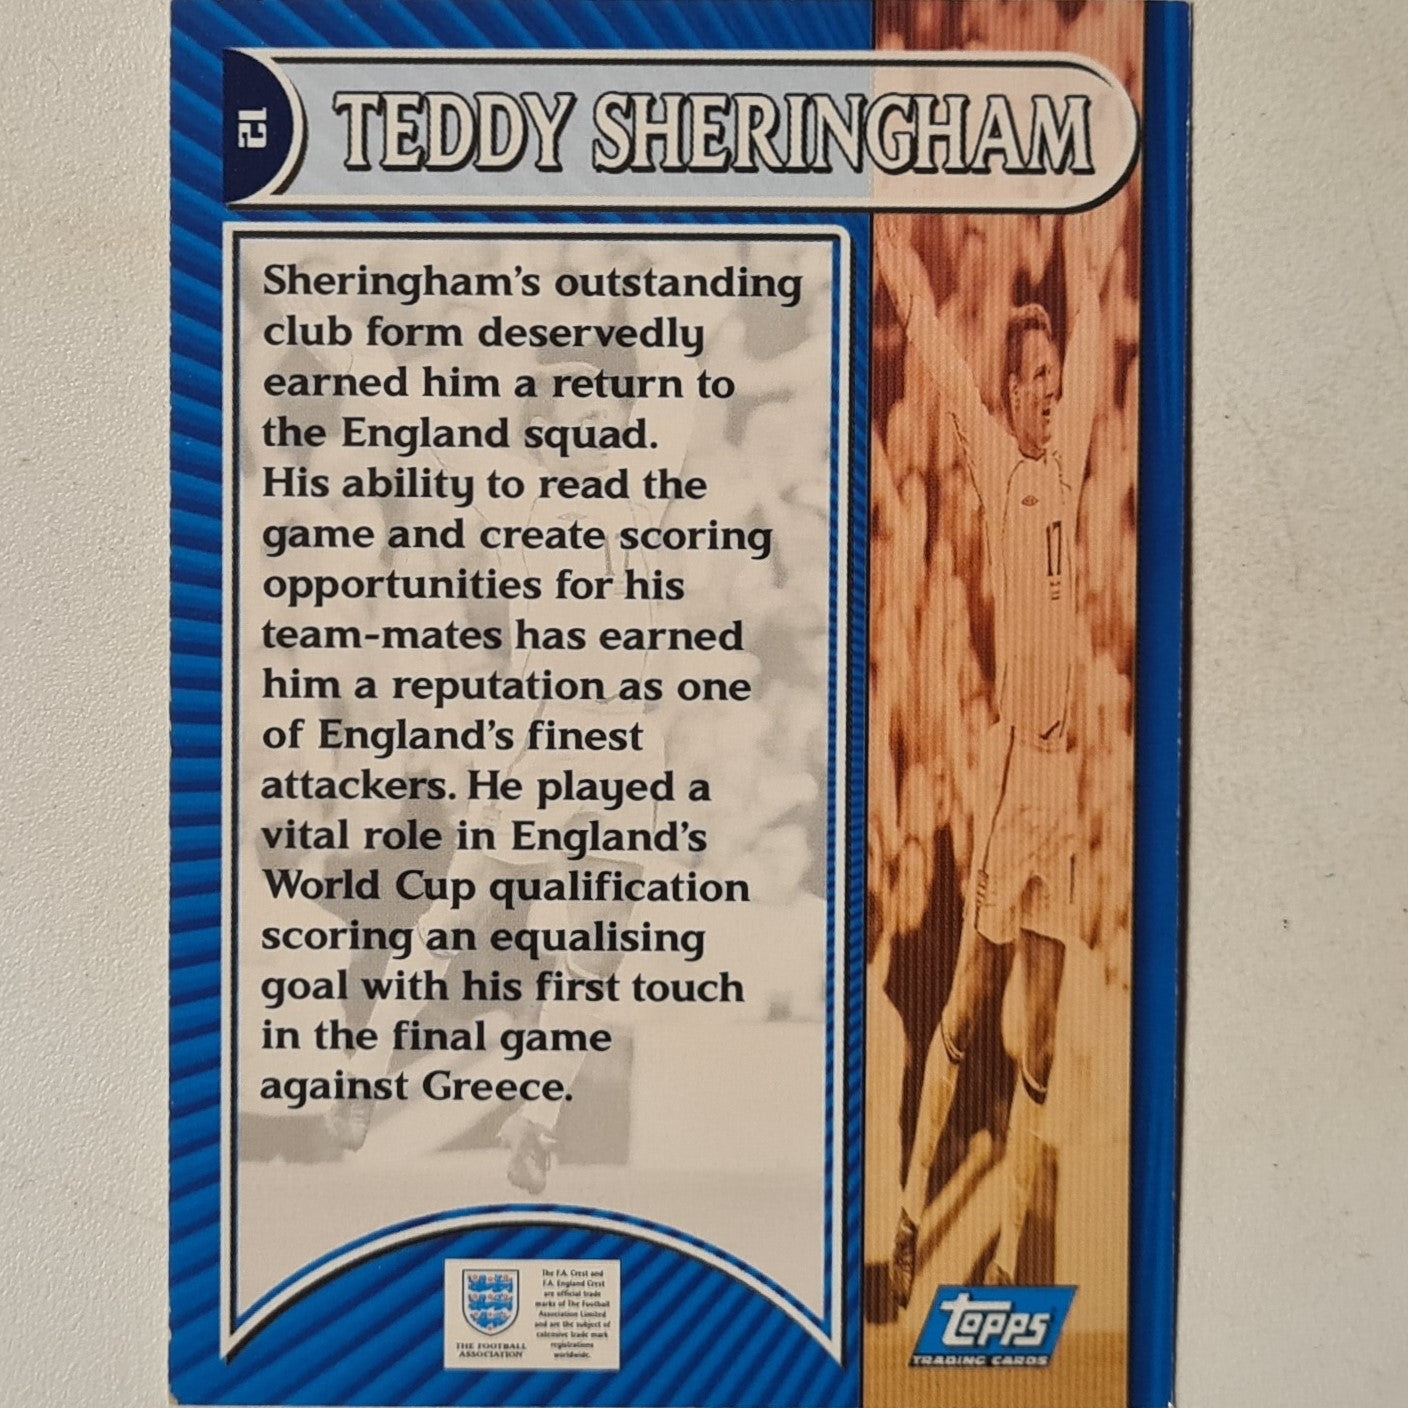 12
TEDDY SHERINGHAM
Sheringham's outstanding
club form deservedly
earned him a return to
the England squad.
His ability to read the
game and create scoring
opportunities for his
team-mates has earned
him a reputation as one
of England's finest
attackers. He played a
vital role in England's
World Cup qualification
scoring an equalising
goal with his first touch
in the final game
against Greece.
17
THE FOOTBALL
ASSOCIATION
The F.A. Crest and
F.A. England Crest
are official trade
marks of The Football
Association Limited
and are the subject of
extensive trade mark
registrations
worldwide.
TOPPS
TRADING CARDS